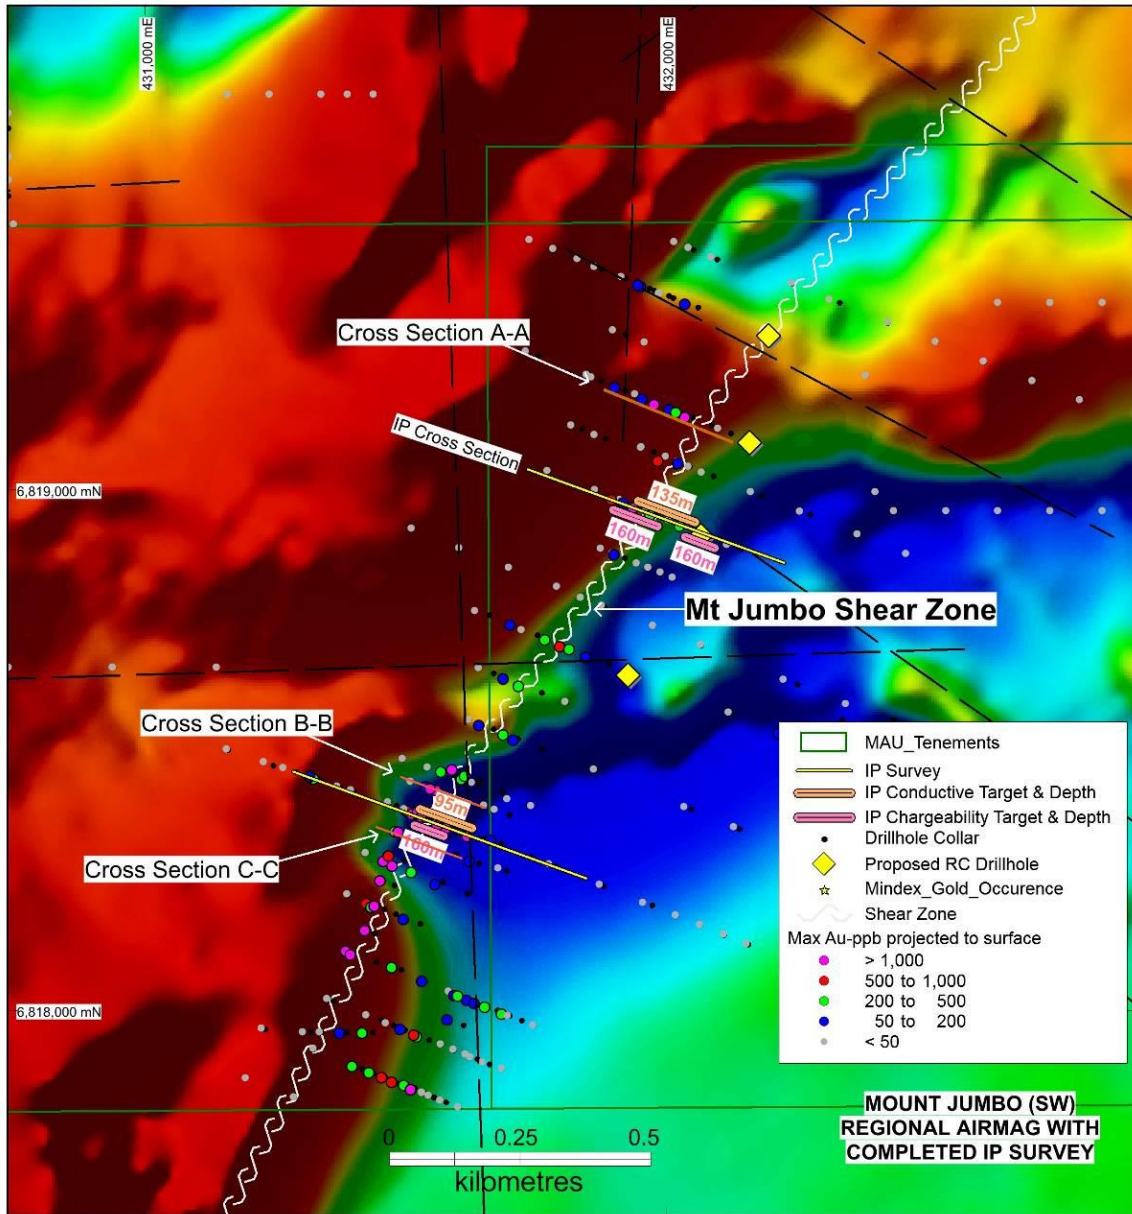 431,000 mE
432,000 mE
Cross Section A-A
IP Cross Section
6,819,000 mN
135m
160m
160m
Mt Jumbo Shear Zone
Cross Section B-B
95m
160m
Cross Section C-C
6,818,000 mN
MAU_Tenements
IP Survey
IP Conductive Target & Depth
IP Chargeability Target & Depth
Drillhole Collar
Proposed RC Drillhole
Mindex_Gold_Occurence
Shear Zone
Max Au-ppb projected to surface
> 1,000
500 to 1,000
200 to 500
50 to 200
< 50
MOUNT JUMBO (SW)
REGIONAL AIRMAG WITH
COMPLETED IP SURVEY
0 0.25 0.5
kilometres